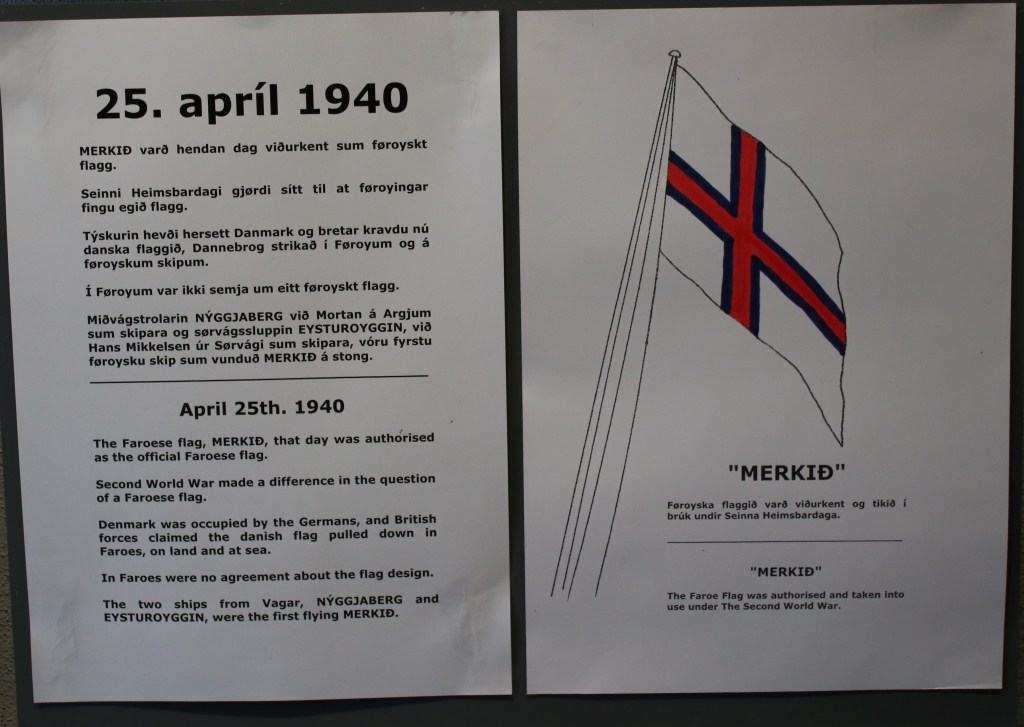 25. apríl 1940
MERKIÐ varð hendan dag viðurkent sum føroyskt
flagg.
Seinni Heimsbardagi gjørdi sítt til at føroyingar
fingu egið flagg.
Týskurin hevði hersett Danmark og bretar kravdu nú
danska flaggið, Dannebrog strikað í Føroyum og á
føroyskum skipum.
Í Føroyum var ikki semja um eitt føroyskt flagg.
Miðvágstrolarin NÝGGJABERG við Mortan á Argjum
sum skipara og sørvágssluppin EYSTUROYGGIN, við
Hans Mikkelsen úr Sørvági sum skipara, vóru fyrstu
føroysku skip sum vunduð MERKIÐ á stong.
April 25th. 1940
The Faroese flag, MERKIÐ, that day was authorised
as the official Faroese flag.
Second World War made a difference in the question
of a Faroese flag.
Denmark was occupied by the Germans, and British
forces claimed the danish flag pulled down in
Faroes, on land and at sea.
In Faroes were no agreement about the flag design.
The two ships from Vagar, NÝGGJABERG and
EYSTUROYGGIN, were the first flying MERKIÐ.
"MERKIÐ"
Føroyska flaggið varð viðurkent og tikið í
brúk undir Seinna Heimsbardaga.
"MERKIÐ"
The Faroe Flag was authorised and taken into
use under The Second World War.